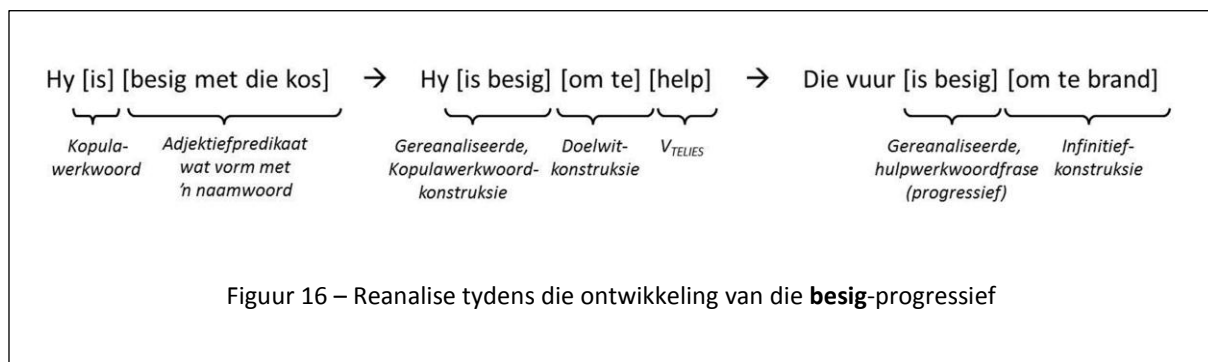 Hy [is] [besig met die kos] → Hy [is besig] [om te] [help] → Die vuur [is besig] [om te brand]
Kopula-
werkwoord
Adjektiefpredikaat
wat vorm met
'n naamwoord
Gereanaliseerde,
Kopulawerkwoord-
konstruksie
Doelwit-
konstruksie
V_TELIES
Gereanaliseerde,
hulpwerkwoordfrase
(progressief)
Infinitief-
konstruksie
Figuur 16 – Reanalise tydens die ontwikkeling van die besig-progressief